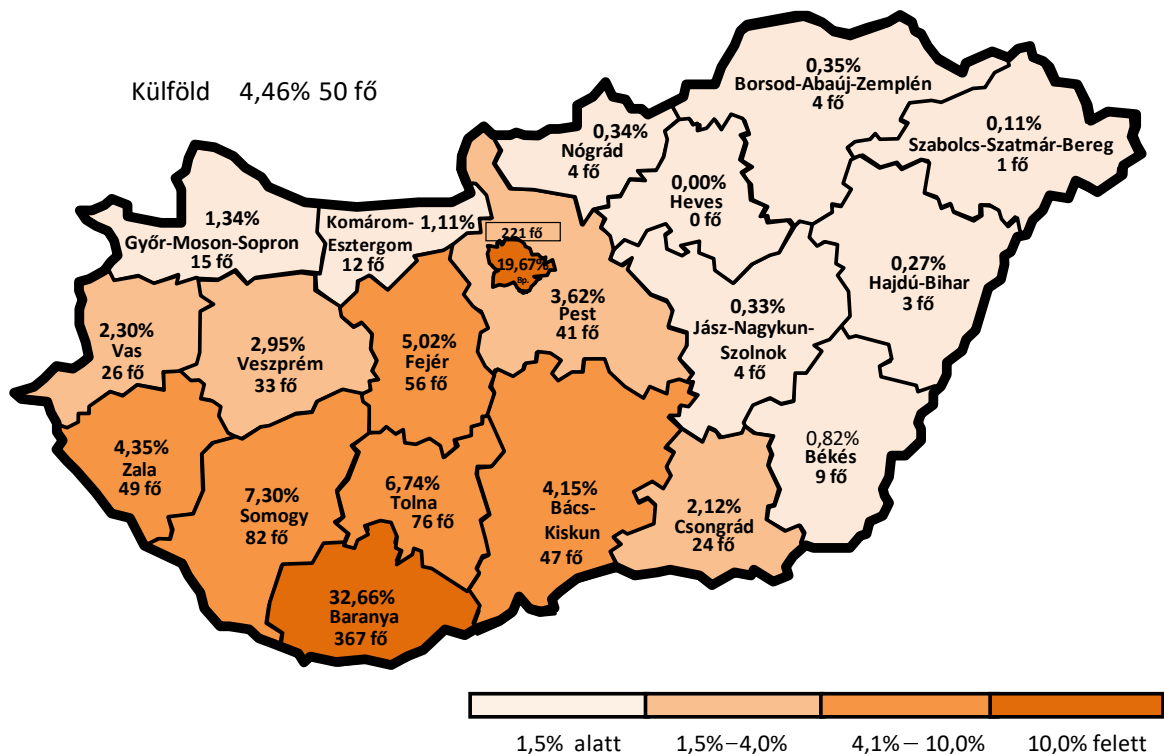 Külföld 4,46% 50 fő
0,35%
Borsod-Abaúj-Zemplén
4 fő
0,11%
Szabolcs-Szatmár-Bereg
1 fő
0,34%
Nógrád
4 fő
0,00%
Heves
0 fő
1,34%
Győr-Moson-Sopron
15 fő
Komárom- 1,11%
Esztergom
12 fő
221 fő
19,67%
Bp.
3,62%
Pest
41 fő
0,27%
Hajdú-Bihar
3 fő
0,33%
Jász-Nagykun-
Szolnok
4 fő
2,30%
Vas
26 fő
2,95%
Veszprém
33 fő
5,02%
Fejér
56 fő
4,35%
Zala
49 fő
7,30%
Somogy
82 fő
6,74%
Tolna
76 fő
4,15%
Bács-
Kiskun
47 fő
2,12%
Csongrád
24 fő
0,82%
Békés
9 fő
32,66%
Baranya
367 fő
1,5% alatt 1,5%–4,0% 4,1% – 10,0% 10,0% felett